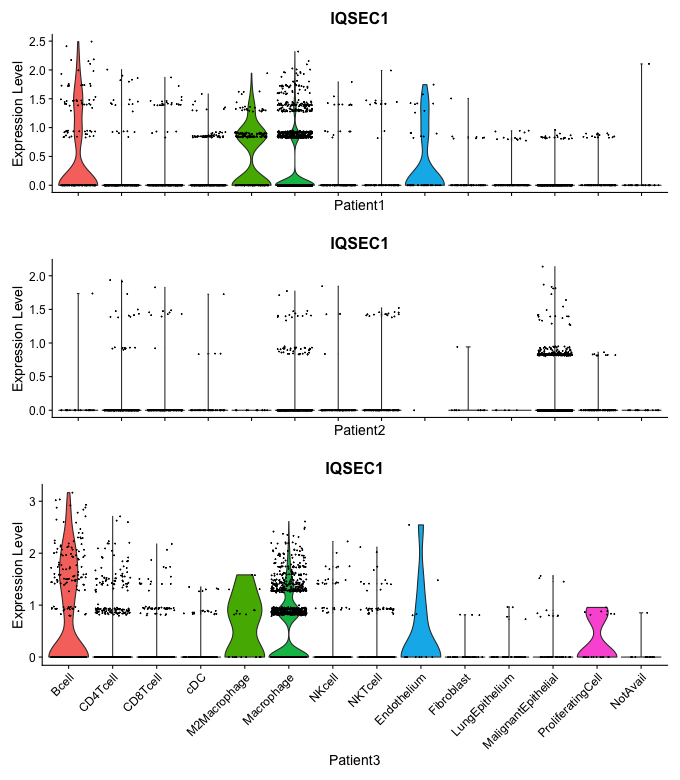 IQSEC1
Expression Level
2.5
2.0
1.5
1.0
0.5
0.0
Patient1
IQSEC1
Expression Level
2.0
1.5
1.0
0.5
0.0
Patient2
IQSEC1
Expression Level
3
2
1
0
Bcell
CD4Tcell
CD8Tcell
cDC
M2Macrophage
Macrophage
NKcell
NKTcell
Endothelium
Fibroblast
LungEpithelium
MalignantEpithelial
ProliferatingCell
NotAvail
Patient3